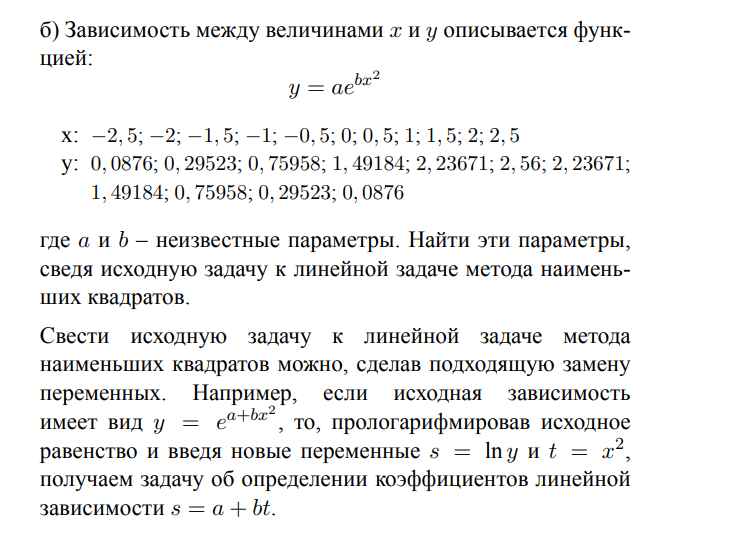 б) Зависимость между величинами x и y описывается функ-
цией:
y = ae^{bx^2}
x: −2, 5; −2; −1, 5; −1; −0, 5; 0; 0, 5; 1; 1, 5; 2; 2, 5
y: 0, 0876; 0, 29523; 0, 75958; 1, 49184; 2, 23671; 2, 56; 2, 23671;
1, 49184; 0, 75958; 0, 29523; 0, 0876
где a и b – неизвестные параметры. Найти эти параметры,
сведя исходную задачу к линейной задаче метода наимень-
ших квадратов.
Свести исходную задачу к линейной задаче метода
наименьших квадратов можно, сделав подходящую замену
переменных. Например, если исходная зависимость
имеет вид y = e^{a+bx^2}, то, прологарифмировав исходное
равенство и введя новые переменные s = ln y и t = x^2,
получаем задачу об определении коэффициентов линейной
зависимости s = a + bt.